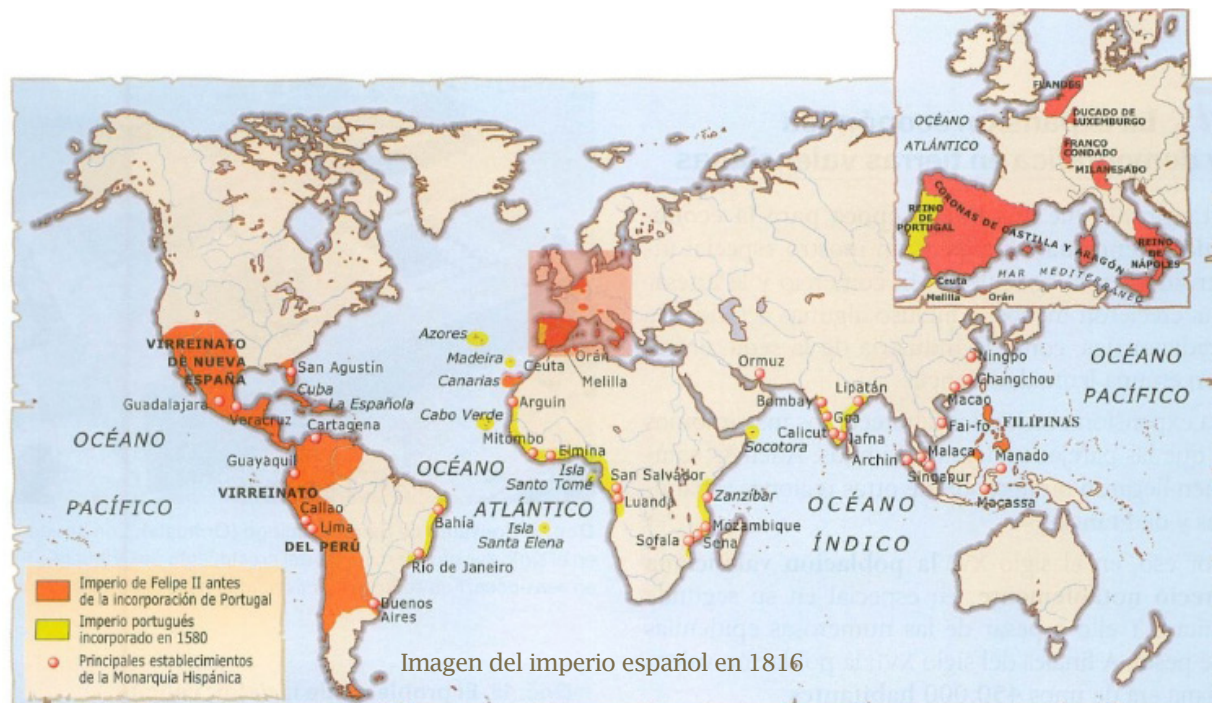 FLANDES
DUCADO DE
LUXEMBURGO
OCÉANO
ATLÁNTICO
FRANCO
CONDADO
MILANESADO
CORONAS DE CASTILLA Y ARAGÓN
REINO
DE
PORTUGAL
REINO
DE
NÁPOLES
MAR MEDITERRÁNEO
Ceuta
Melilla
Orán
VIRREINATO
DE NUEVA
ESPAÑA
San Agustín
Cuba
La Española
Guadalajara
Veracruz
Cartagena
OCÉANO
PACÍFICO
Guayaquil
VIRREINATO
Callao
Lima
DEL PERÚ
Buenos
Aires
Bahía
Río de Janeiro
Azores
Madeira
Canarias
Cabo Verde
Ceuta
Orán
Melilla
Arguin
Mitombo
Elmina
Isla
Santo Tomé
OCÉANO
ATLÁNTICO
Isla
Santa Elena
San Salvador
Luanda
Zanzíbar
Mozambique
Sofala
Sena
Ormuz
Socotora
Bombay
Lipatán
Goa
Calicut
Jafna
OCÉANO
ÍNDICO
Ningpo
Changchou
Macao
Fai-fo
FILIPINAS
Malaca
Archin
Singapur
Manado
Macassa
OCÉANO
PACÍFICO
Imperio de Felipe II antes
de la incorporación de Portugal
Imperio portugués
incorporado en 1580
Principales establecimientos
de la Monarquía Hispánica
Imagen del imperio español en 1816